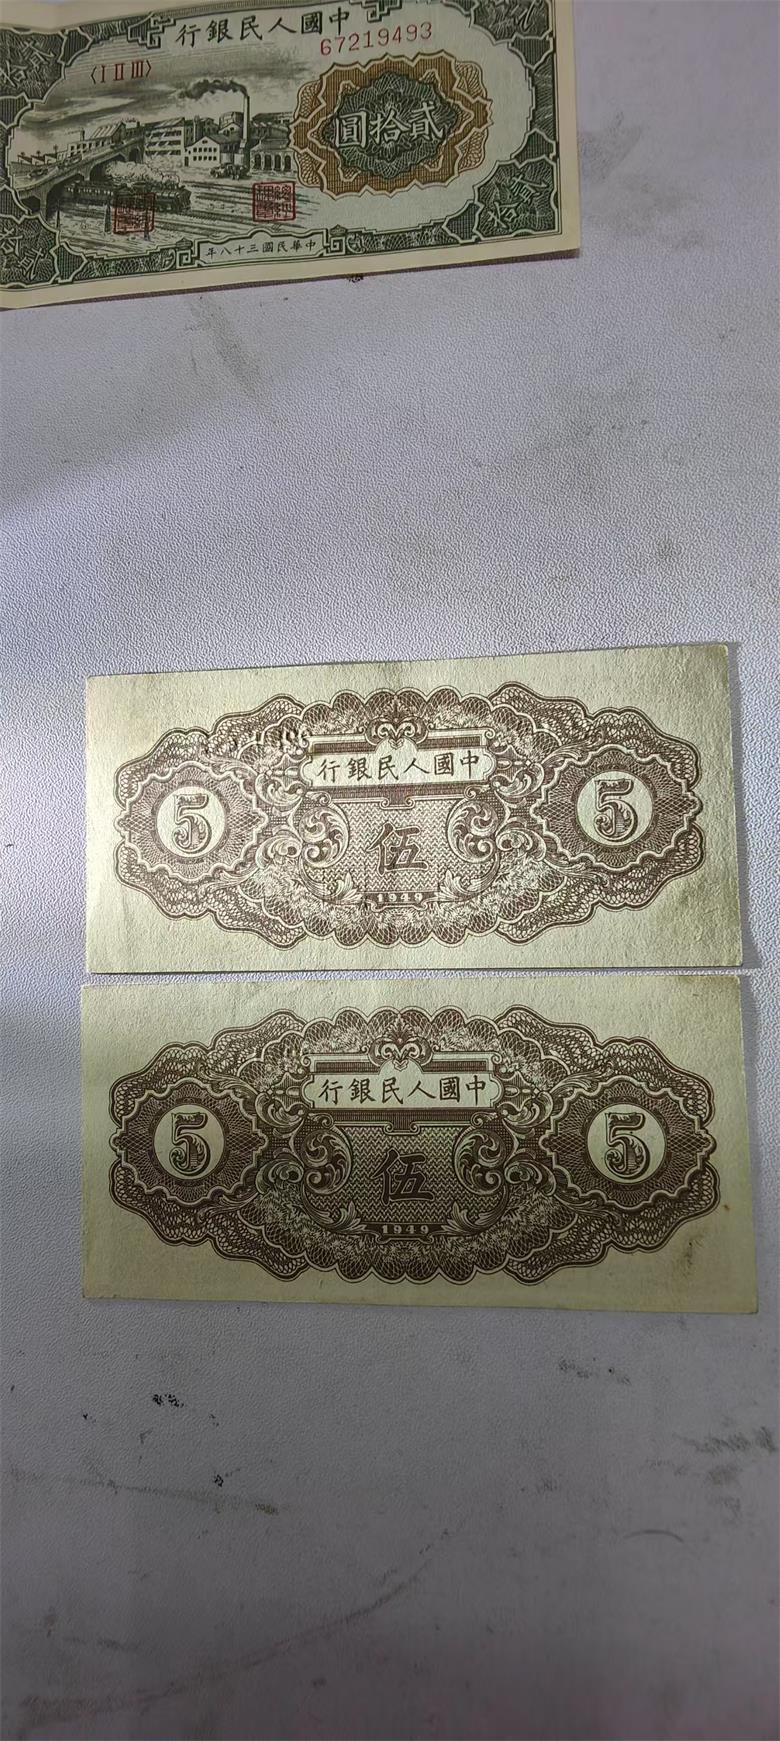 行銀民人國中
67219493
〈I II III〉
圓拾貳
年八十三國民華中
行銀民人國中
5
5
伍
1949
行銀民人國中
5
5
伍
1949